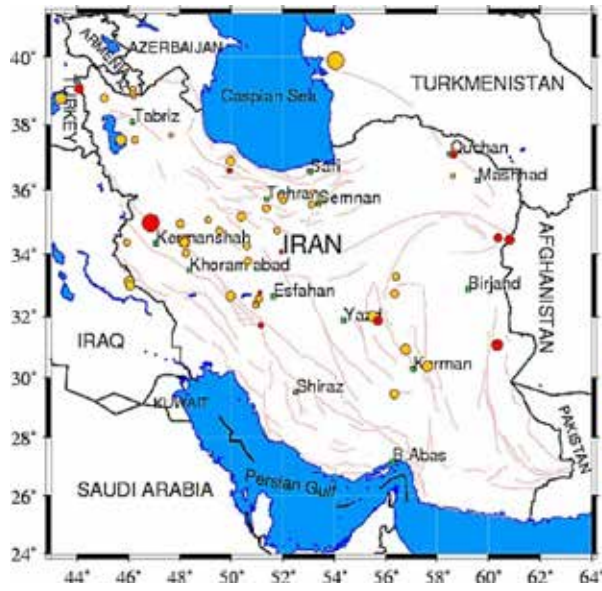 40°
38°
36°
34°
32°
30°
28°
26°
24°
44°
46°
48°
50°
52°
54°
56°
58°
60°
62°
64°
ARMENIA
AZERBAIJAN
TURKEY
Caspian Sea
TURKMENISTAN
Tabriz
Quchan
Sari
Mashhad
Tehran
Semnan
Kermanshah
IRAN
Khoramabad
AFGHANISTAN
Birjand
Esfahan
Yazd
IRAQ
Kerman
Shiraz
KUWAIT
PAKISTAN
B.Abas
Persian Gulf
SAUDI ARABIA